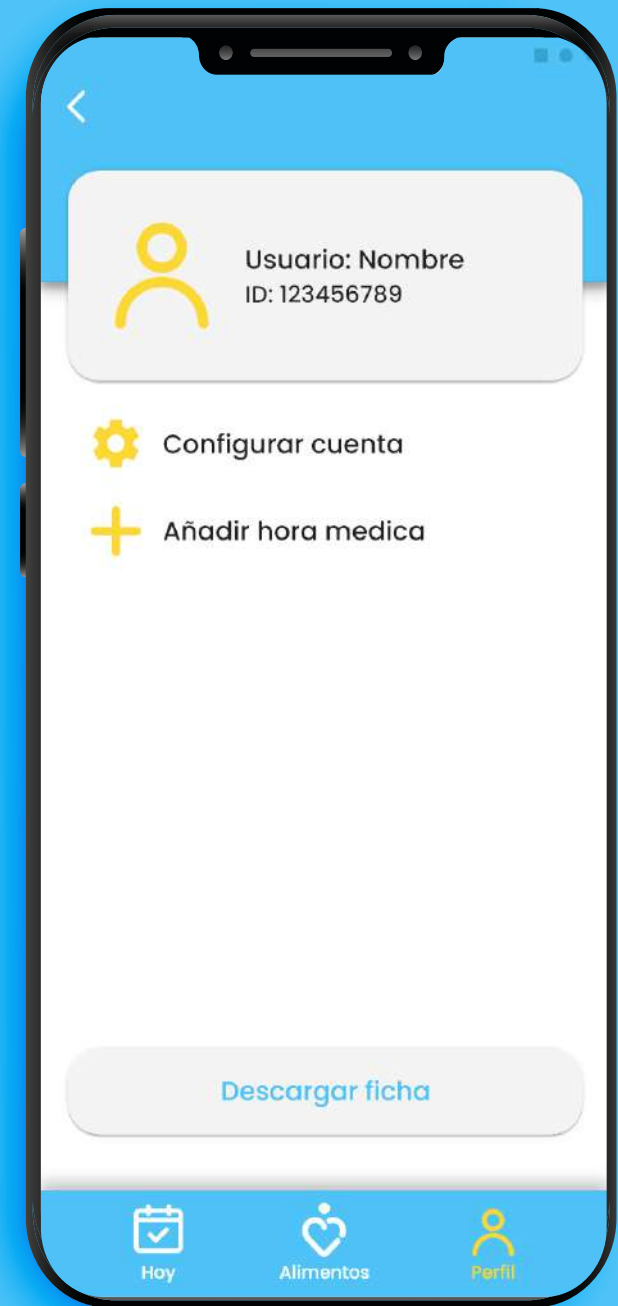 Usuario: Nombre
ID: 123456789
Configurar cuenta
Añadir hora medica
Descargar ficha
Hoy
Alimentos
Perfil